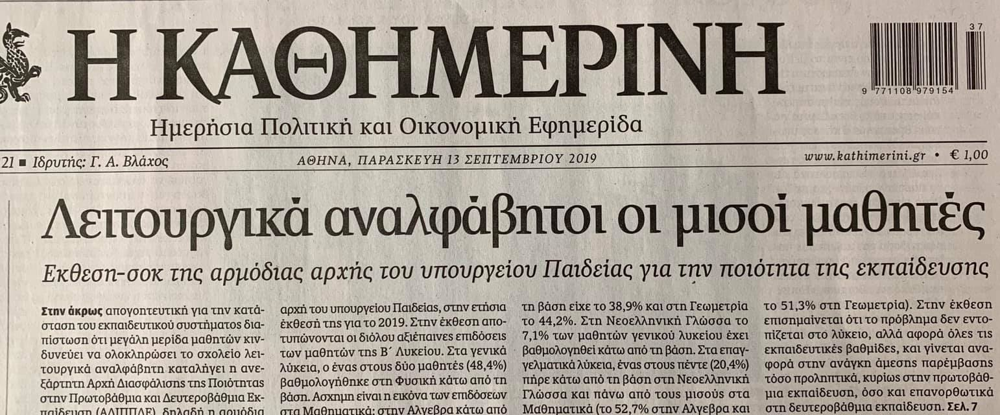 Η ΚΑΘΗΜΕΡΙΝΗ
37
9 771108 979154
Ημερήσια Πολιτική και Οικονομική Εφημερίδα
21 ■ Ιδρυτής: Γ. Α. Βλάχος
ΑΘΗΝΑ, ΠΑΡΑΣΚΕΥΗ 13 ΣΕΠΤΕΜΒΡΙΟΥ 2019
www.kathimerini.gr • € 1,00
Λειτουργικά αναλφάβητοι οι μισοί μαθητές
Εκθεση-σοκ της αρμόδιας αρχής του υπουργείου Παιδείας για την ποιότητα της εκπαίδευσης
Στην άκρως απογοητευτική για την κατά-
σταση του εκπαιδευτικού συστήματος δια-
πίστωση ότι μεγάλη μερίδα μαθητών κιν-
δυνεύει να ολοκληρώσει το σχολείο λει-
τουργικά αναλφάβητη καταλήγει η ανε-
ξάρτητη Αρχή Διασφάλισης της Ποιότητας
στην Πρωτοβάθμια και Δευτεροβάθμια Εκ-
παίδευση (ΑΔΙΠΠΔΕ), δηλαδή η αρμόδια
αρχή του υπουργείου Παιδείας, στην ετήσια
έκθεσή της για το 2019. Στην έκθεση απο-
τυπώνονται οι διόλου αξιέπαινες επιδόσεις
των μαθητών της Β΄ Λυκείου. Στα γενικά
λύκεια, ο ένας στους δύο μαθητές (48,4%)
βαθμολογήθηκε στη Φυσική κάτω από τη
βάση. Ασχημη είναι η εικόνα των επιδόσεων
στα Μαθηματικά: στην Αλγεβρα κάτω από
τη βάση είχε το 38,9% και στη Γεωμετρία
το 44,2%. Στη Νεοελληνική Γλώσσα το
7,1% των μαθητών γενικού λυκείου έχει
βαθμολογηθεί κάτω από τη βάση. Στα επαγ-
γελματικά λύκεια, ένας στους πέντε (20,4%)
πήρε κάτω από τη βάση στη Νεοελληνική
Γλώσσα και πάνω από τους μισούς στα
Μαθηματικά (το 52,7% στην Αλγεβρα και
το 51,3% στη Γεωμετρία). Στην έκθεση
επισημαίνεται ότι το πρόβλημα δεν εντο-
πίζεται στο λύκειο, αλλά αφορά όλες τις
εκπαιδευτικές βαθμίδες, και γίνεται ανα-
φορά στην ανάγκη άμεσης παρέμβασης
τόσο προληπτικά, κυρίως στην πρωτοβάθ-
μια εκπαίδευση, όσο και επανορθωτικά
στη δευτεροβάθμια εκπαίδευση. Σελ. 7